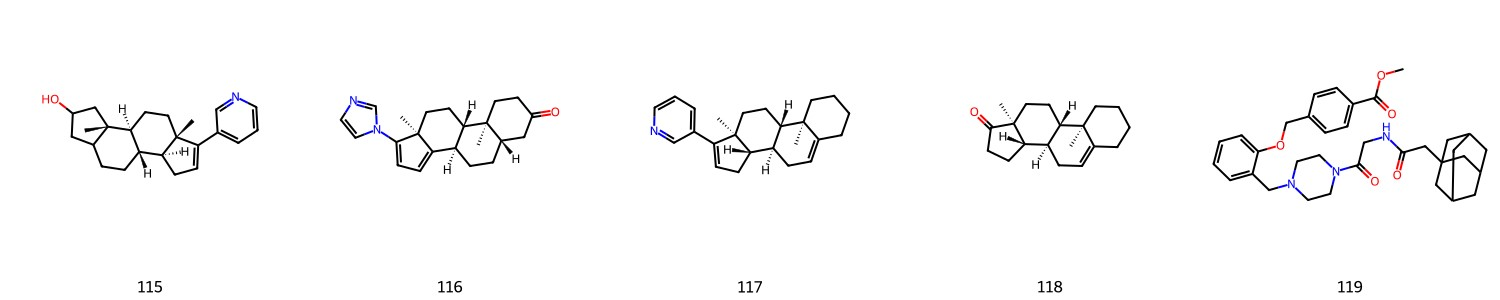 HO H H H N
N N H H H O
N H H H
O H H H
O O O H N N N O O
115 116 117 118 119